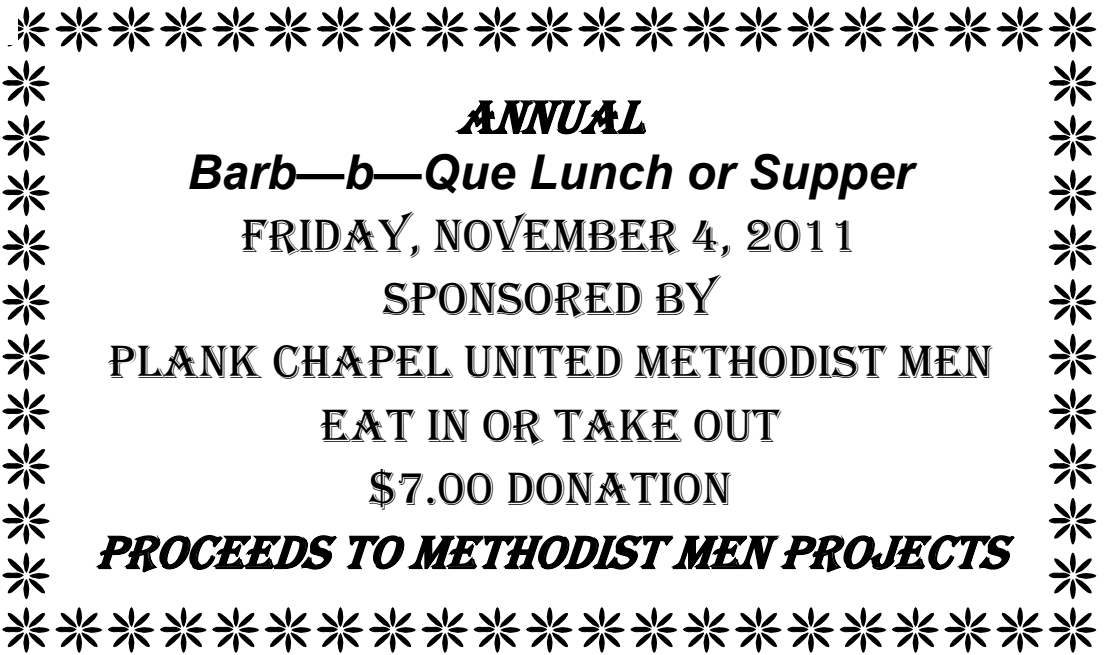 ANNUAL
Barb—b—Que Lunch or Supper
FRIDAY, NOVEMBER 4, 2011
SPONSORED BY
PLANK CHAPEL UNITED METHODIST MEN
EAT IN OR TAKE OUT
$7.00 DONATION
PROCEEDS TO METHODIST MEN PROJECTS